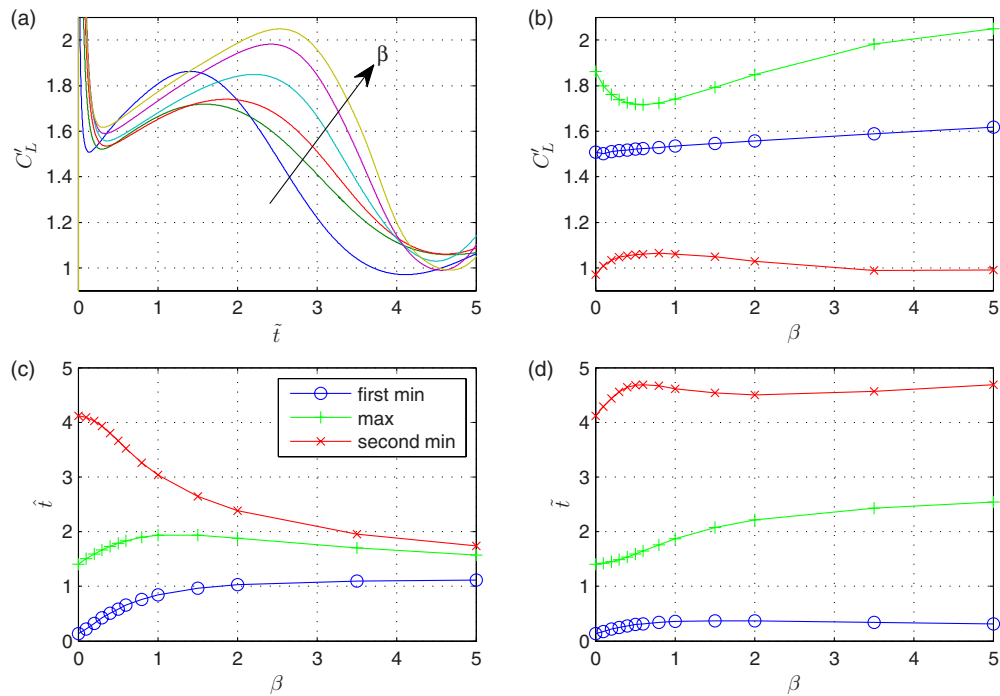 (a)
β
C'_L
2
1.8
1.6
1.4
1.2
1
0 1 2 3 4 5
t̃
(b)
C'_L
2
1.8
1.6
1.4
1.2
1
0 1 2 3 4 5
β
(c)
first min
max
second min
t̂
5
4
3
2
1
0
0 1 2 3 4 5
β
(d)
t̃
5
4
3
2
1
0
0 1 2 3 4 5
β